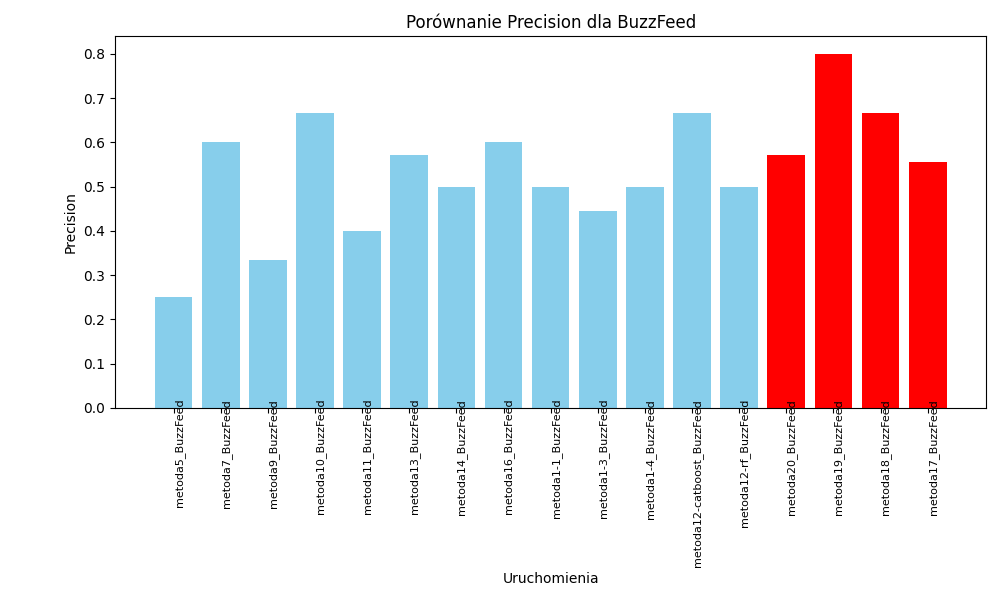 Porównanie Precision dla BuzzFeed
Precision
0.8
0.7
0.6
0.5
0.4
0.3
0.2
0.1
0.0
metoda5_BuzzFeed
metoda7_BuzzFeed
metoda9_BuzzFeed
metoda10_BuzzFeed
metoda11_BuzzFeed
metoda13_BuzzFeed
metoda14_BuzzFeed
metoda16_BuzzFeed
metoda1-1_BuzzFeed
metoda1-3_BuzzFeed
metoda1-4_BuzzFeed
metoda12-catboost_BuzzFeed
metoda12-rf_BuzzFeed
metoda20_BuzzFeed
metoda19_BuzzFeed
metoda18_BuzzFeed
metoda17_BuzzFeed
Uruchomienia